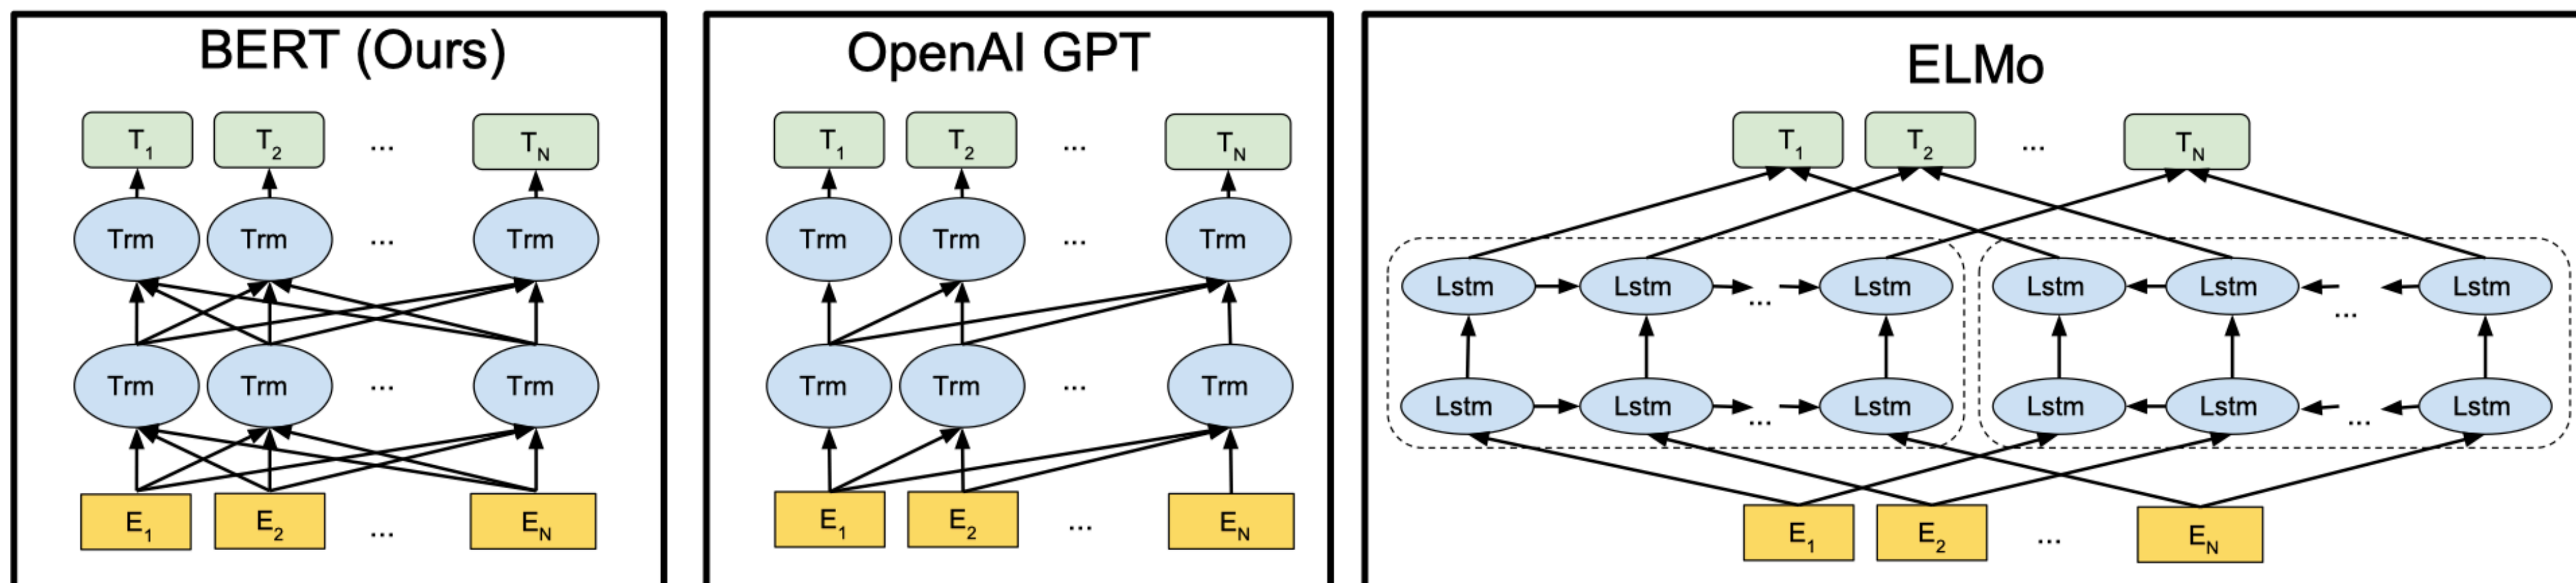 BERT (Ours)
T1 T2 ... TN
Trm Trm ... Trm
Trm Trm ... Trm
E1 E2 ... EN
OpenAI GPT
T1 T2 ... TN
Trm Trm ... Trm
Trm Trm ... Trm
E1 E2 ... EN
ELMo
T1 T2 ... TN
Lstm Lstm ... Lstm Lstm Lstm ... Lstm
Lstm Lstm ... Lstm Lstm Lstm ... Lstm
E1 E2 ... EN